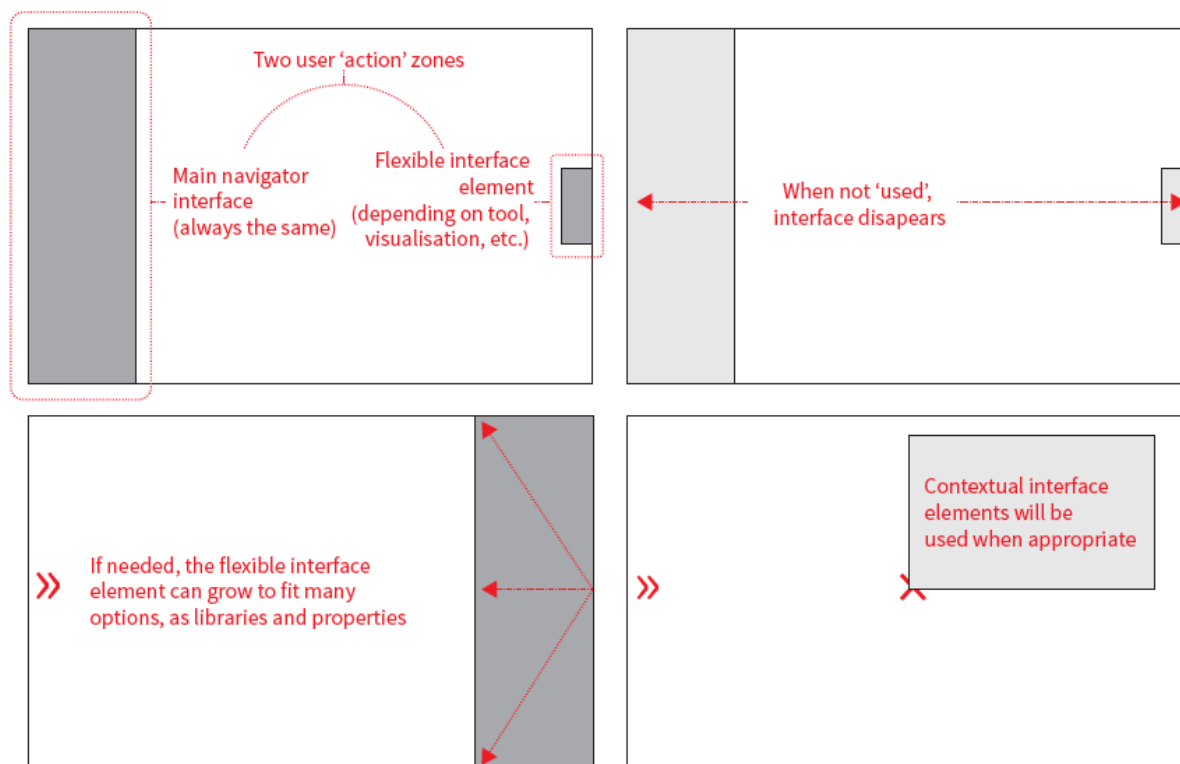 Two user ‘action’ zones
Main navigator
interface
(always the same)
Flexible interface
element
(depending on tool,
visualisation, etc.)
When not ‘used’,
interface disapears
If needed, the flexible interface
element can grow to fit many
options, as libraries and properties
Contextual interface
elements will be
used when appropriate